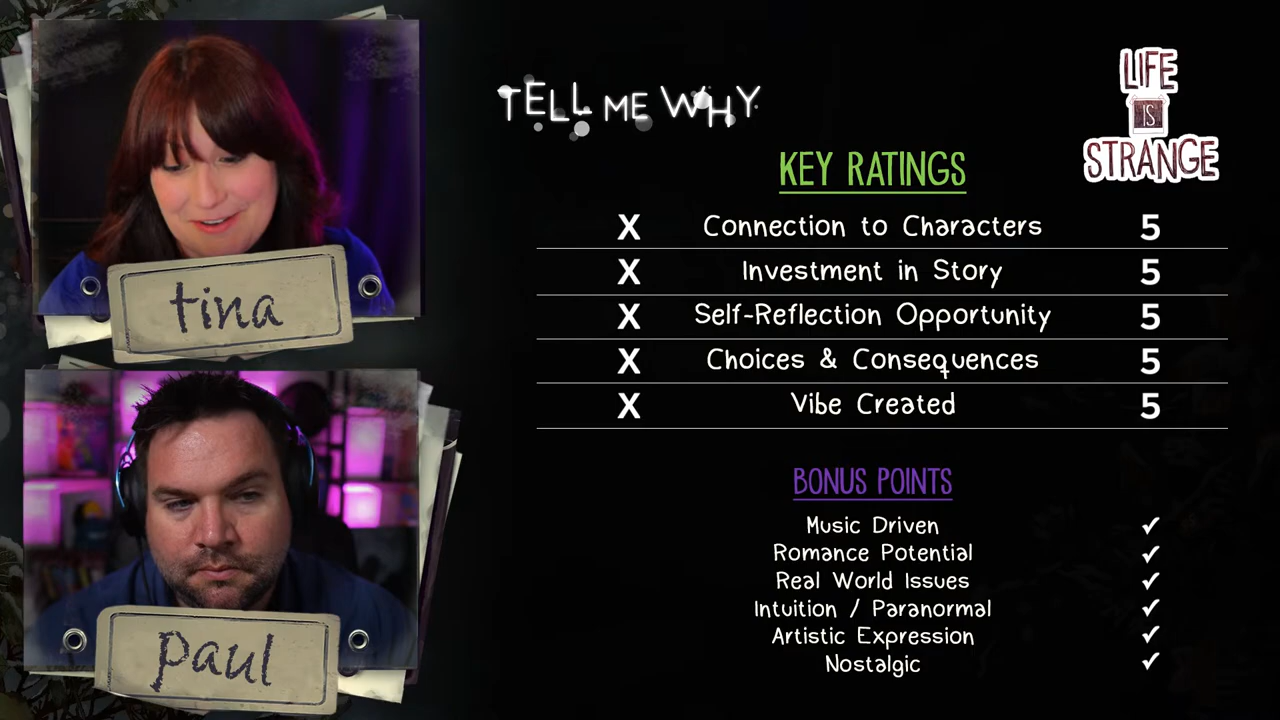 tina
paul
TELL ME WHY
LIFE
IS
STRANGE
KEY RATINGS
X Connection to Characters 5
X Investment in Story 5
X Self-Reflection Opportunity 5
X Choices & Consequences 5
X Vibe Created 5
BONUS POINTS
Music Driven ✓
Romance Potential ✓
Real World Issues ✓
Intuition / Paranormal ✓
Artistic Expression ✓
Nostalgic ✓